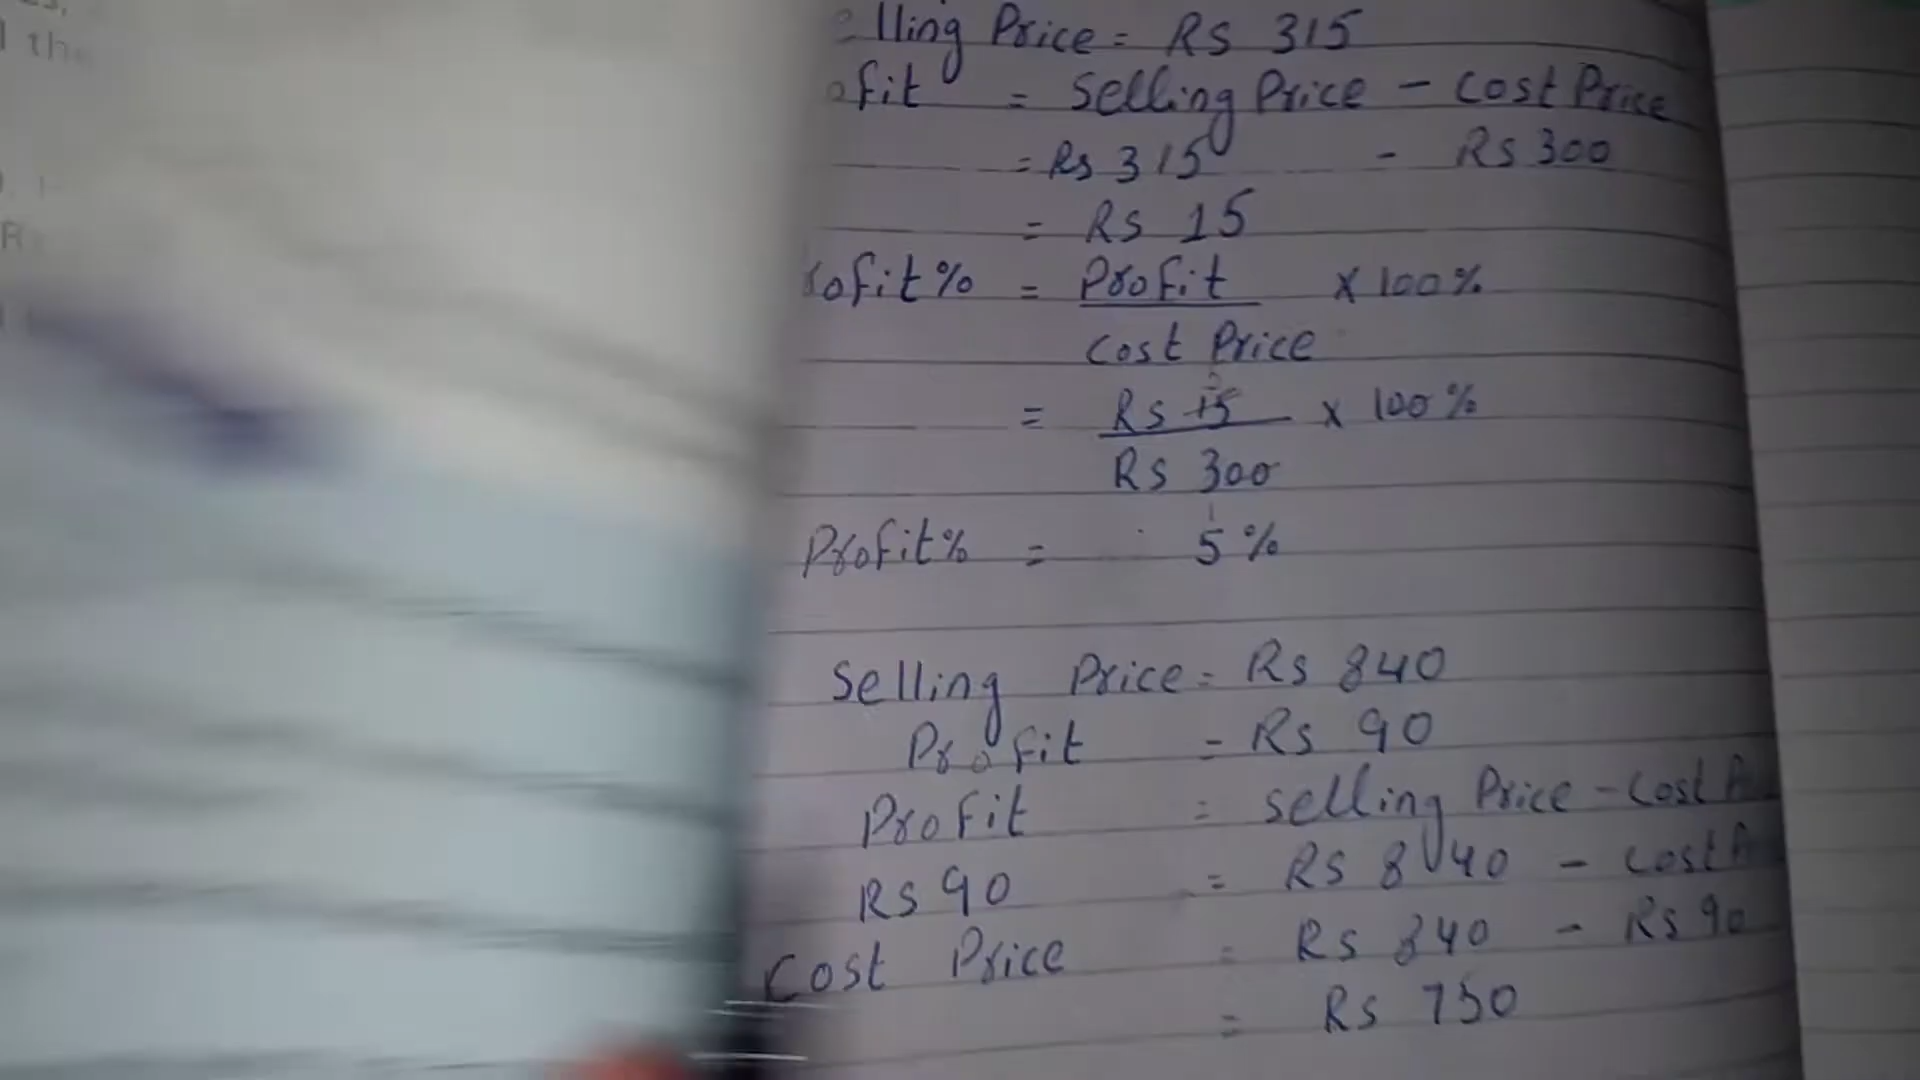 lling Price = Rs 315
ofit = Selling Price - Cost Price
= Rs 315 - Rs 300
= Rs 15
rofit% = Profit × 100%
Cost Price
= Rs 15 × 100%
Rs 300
Profit% = 5%
Selling Price = Rs 840
Profit = Rs 90
Profit = Selling Price - Cost
Rs 90 = Rs 840 - Cost
Cost Price = Rs 840 - Rs 90
= Rs 750